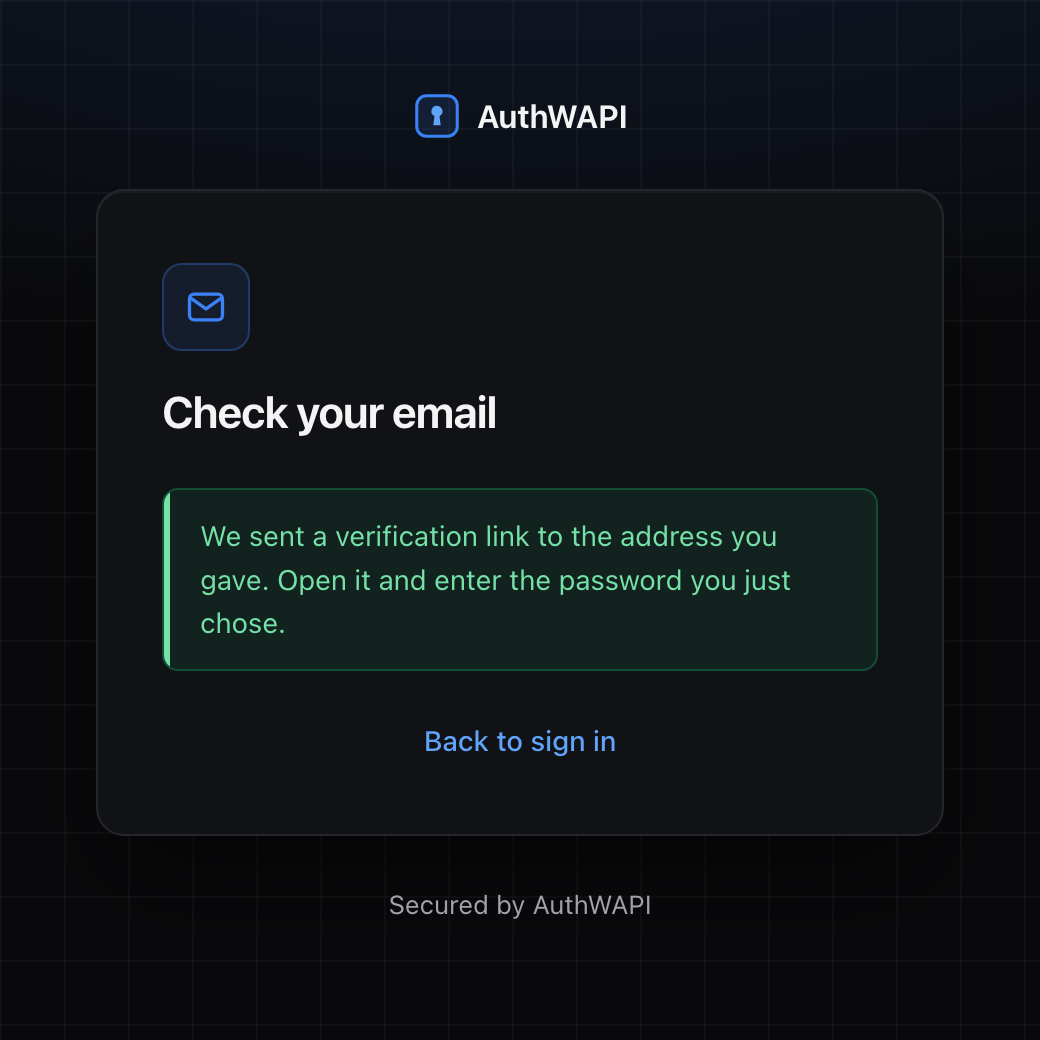 AuthWAPI
Check your email
We sent a verification link to the address you
gave. Open it and enter the password you just
chose.
Back to sign in
Secured by AuthWAPI